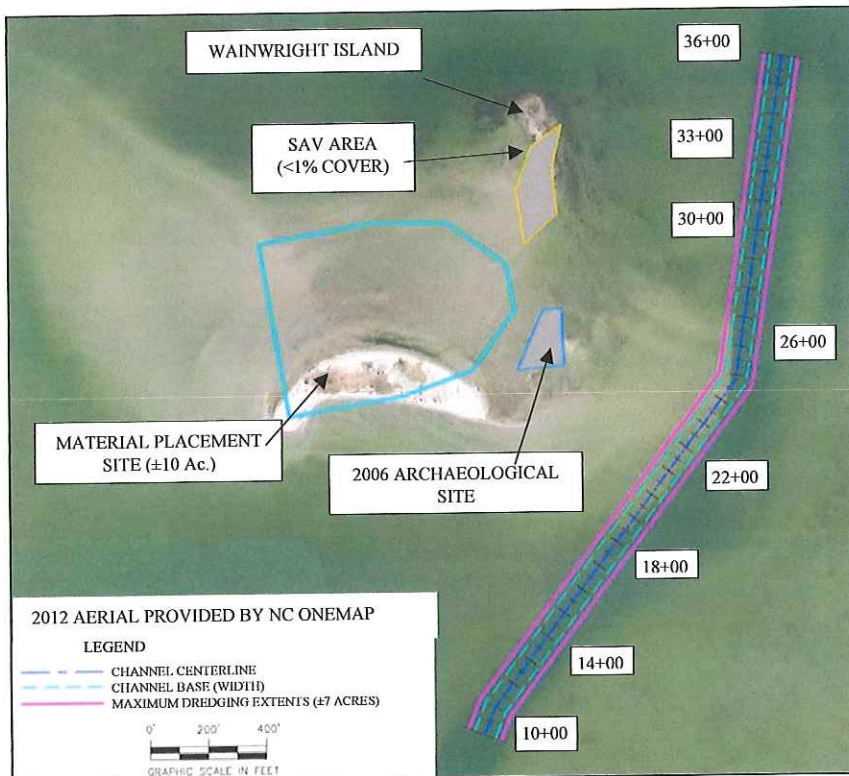 WAINWRIGHT ISLAND
36+00
SAV AREA
(<1% COVER)
33+00
30+00
26+00
MATERIAL PLACEMENT
SITE (±10 Ac.)
2006 ARCHAEOLOGICAL
SITE
22+00
18+00
14+00
10+00
2012 AERIAL PROVIDED BY NC ONEMAP
LEGEND
CHANNEL CENTERLINE
CHANNEL BASE (WIDTH)
MAXIMUM DREDGING EXTENTS (±7 ACRES)
0' 200' 400'
GRAPHIC SCALE IN FEET